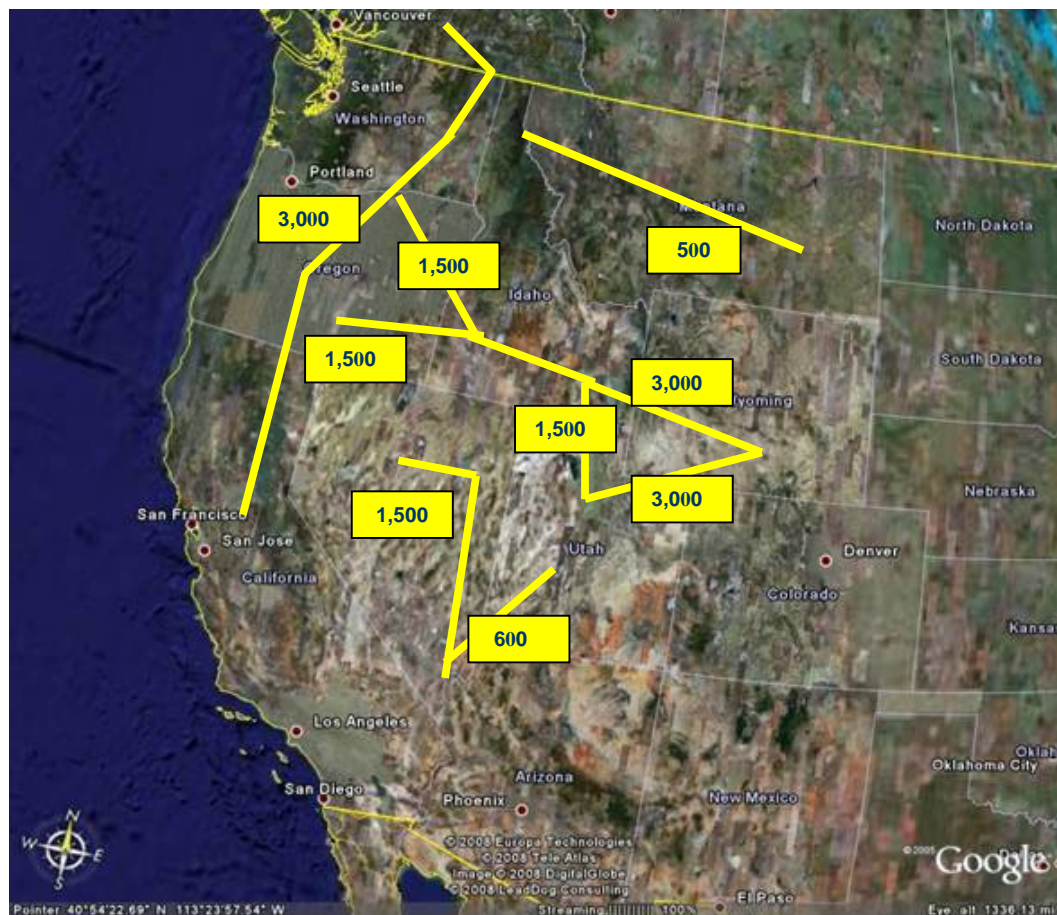 Vancouver
Seattle
Washington
Portland
3,000
Montana
North Dakota
500
Oregon
1,500
Idaho
1,500
South Dakota
3,000
Wyoming
1,500
3,000
Nebraska
1,500
San Francisco
San Jose
California
Utah
Denver
Colorado
600
Kansa
Los Angeles
Oklah
Oklahoma City
Arizona
San Diego
Phoenix
New Mexico
N
W E
S
© 2008 Europa Technologies
© 2008 Tele Atlas
Image © 2008 DigitalGlobe
© 2008 LeadDog Consulting
©2005 Google
El Paso
Pointer 40°54'22.69" N 113°23'57.54" W
Streaming |||||||||| 100%
Eye alt 1336.13 mi